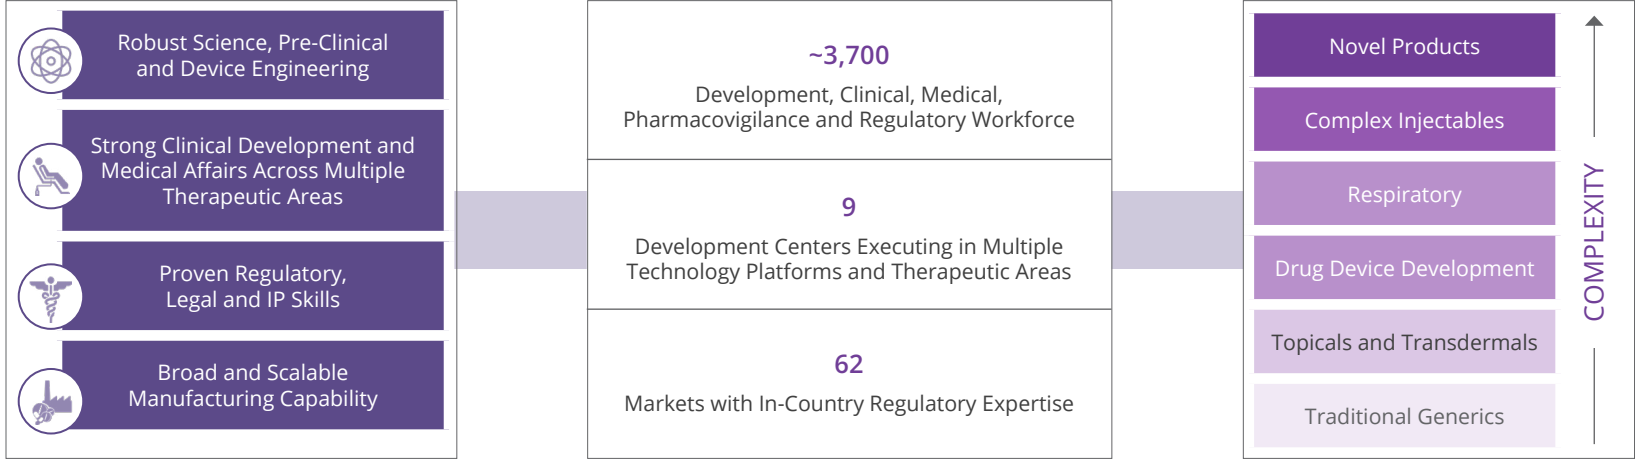 Robust Science, Pre-Clinical
and Device Engineering
Strong Clinical Development and
Medical Affairs Across Multiple
Therapeutic Areas
Proven Regulatory,
Legal and IP Skills
Broad and Scalable
Manufacturing Capability
~3,700
Development, Clinical, Medical,
Pharmacovigilance and Regulatory Workforce
9
Development Centers Executing in Multiple
Technology Platforms and Therapeutic Areas
62
Markets with In-Country Regulatory Expertise
Novel Products
Complex Injectables
Respiratory
Drug Device Development
Topicals and Transdermals
Traditional Generics
COMPLEXITY